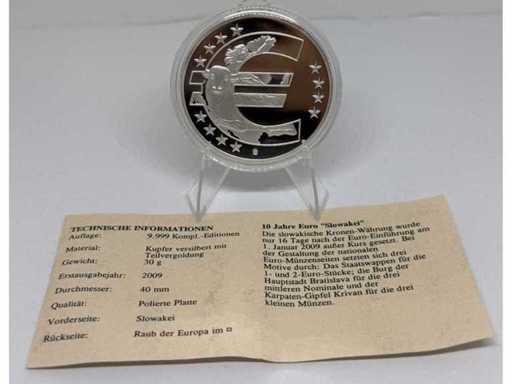 TECHNISCHE INFORMATIONEN
Auflage: 9.999 Kompl.-Editionen
Material: Kupfer versilbert mit
Teilvergoldung
Gewicht: 30 g
Erstausgabejahr: 2009
Durchmesser: 40 mm
Qualität: Polierte Platte
Vorderseite: Slowakei
Rückseite: Raub der Europa im
10 Jahre Euro "Slowakei"
Die slowakische Kronen-Währung wurde
nur 16 Tage nach der Euro-Einführung am
1. Januar 2009 außer Kurs gesetzt. Bei
der Gestaltung der nationalen
Euro-Münzenseiten setzten sich drei
Motive durch: Das Staatswappen für die
1- und 2-Euro-Stücke; die Burg der
Hauptstadt Bratislava für die drei
mittleren Nominale und der
Karpaten-Gipfel Krivan für die drei
kleinen Münzen.